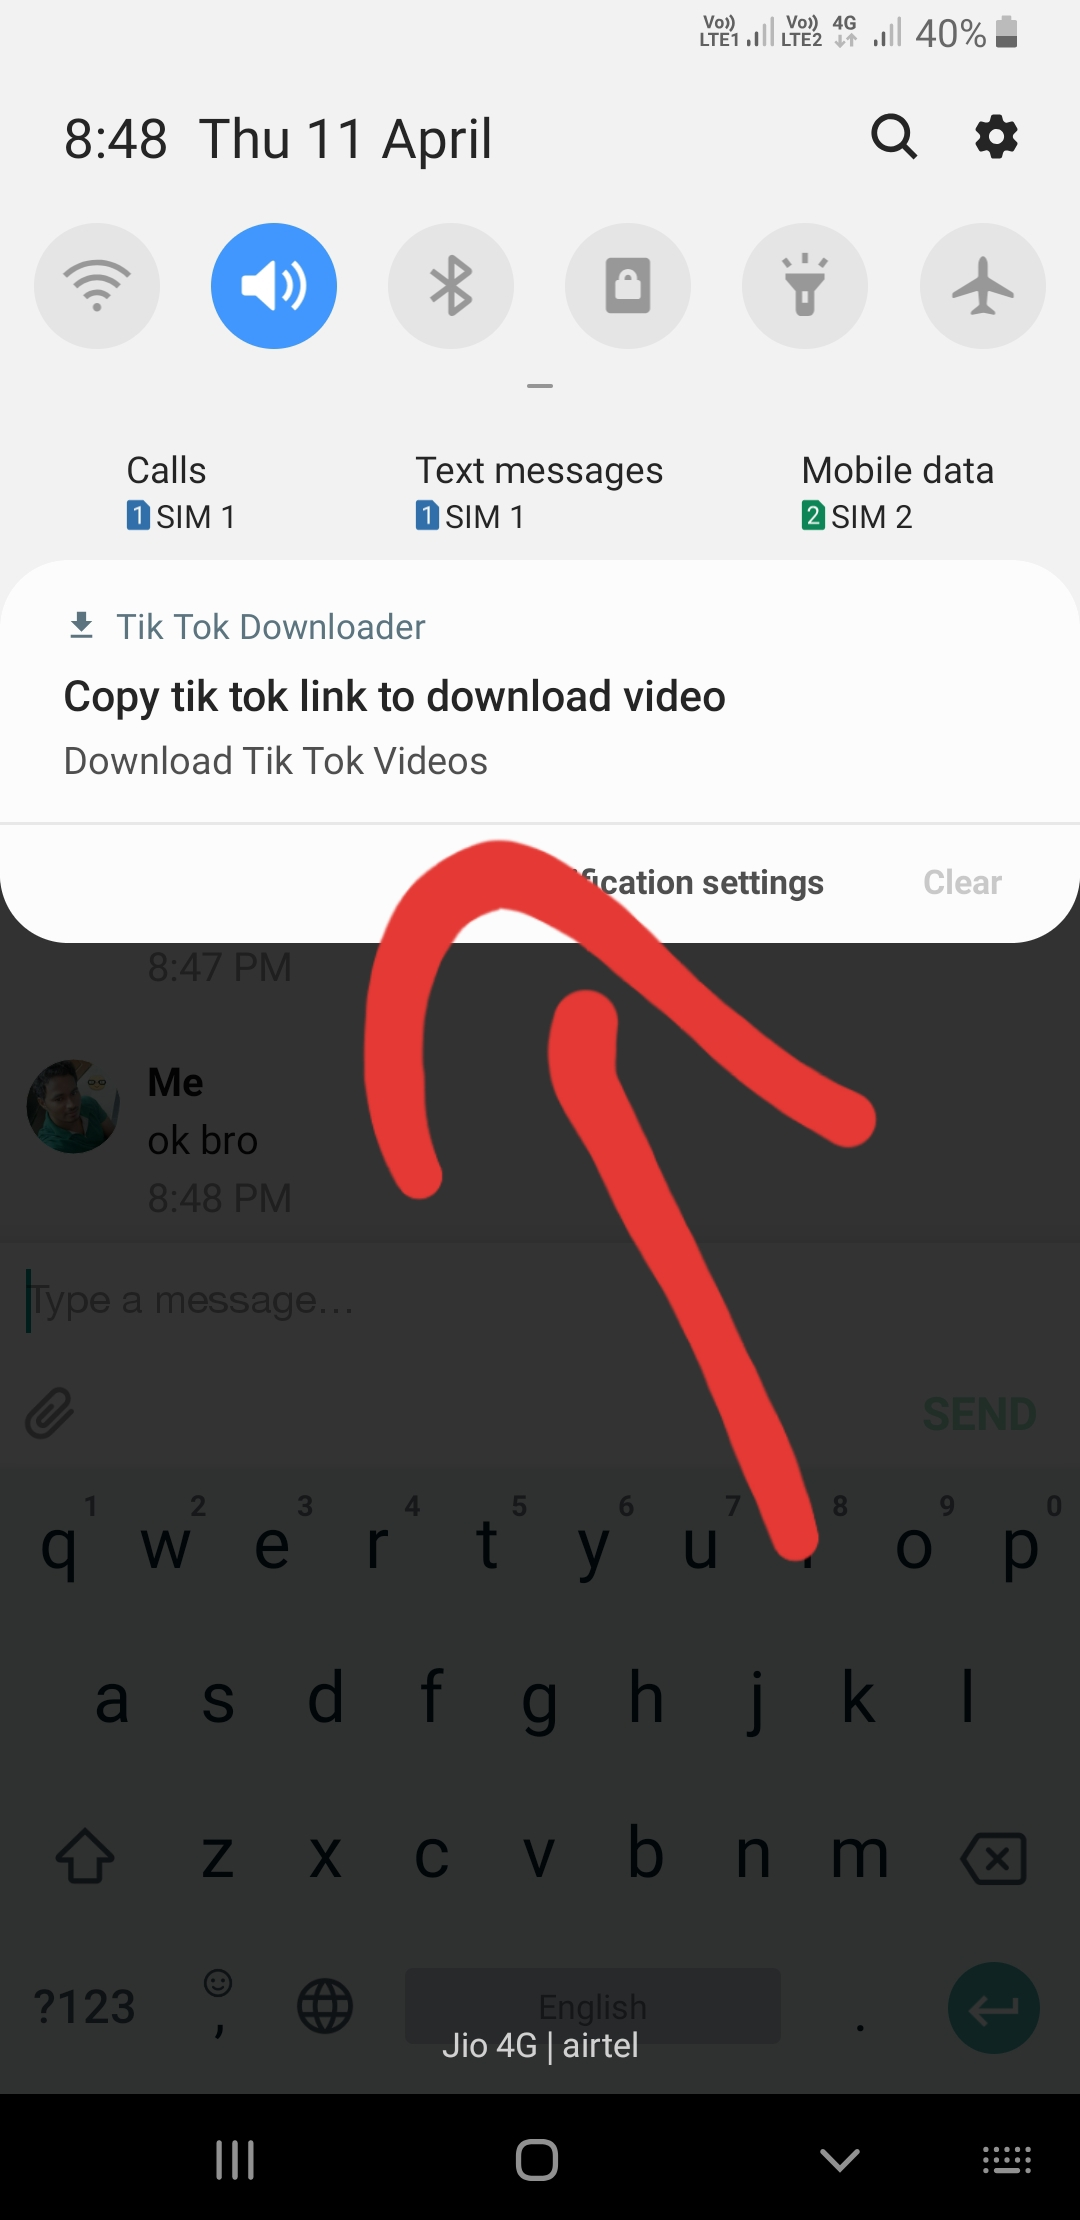 Vo)) LTE1 Vo)) LTE2 4G 40%
8:48 Thu 11 April
Calls Text messages Mobile data
1 SIM 1 1 SIM 1 2 SIM 2
Tik Tok Downloader
Copy tik tok link to download video
Download Tik Tok Videos
settings Clear
8:47 PM
Me
ok bro
8:48 PM
Type a message...
SEND
1 2 3 4 5 6 7 8 9 0
q w e r t y u o p
a s d f g h j k l
z x c v b n m
?123 , English .
Jio 4G | airtel